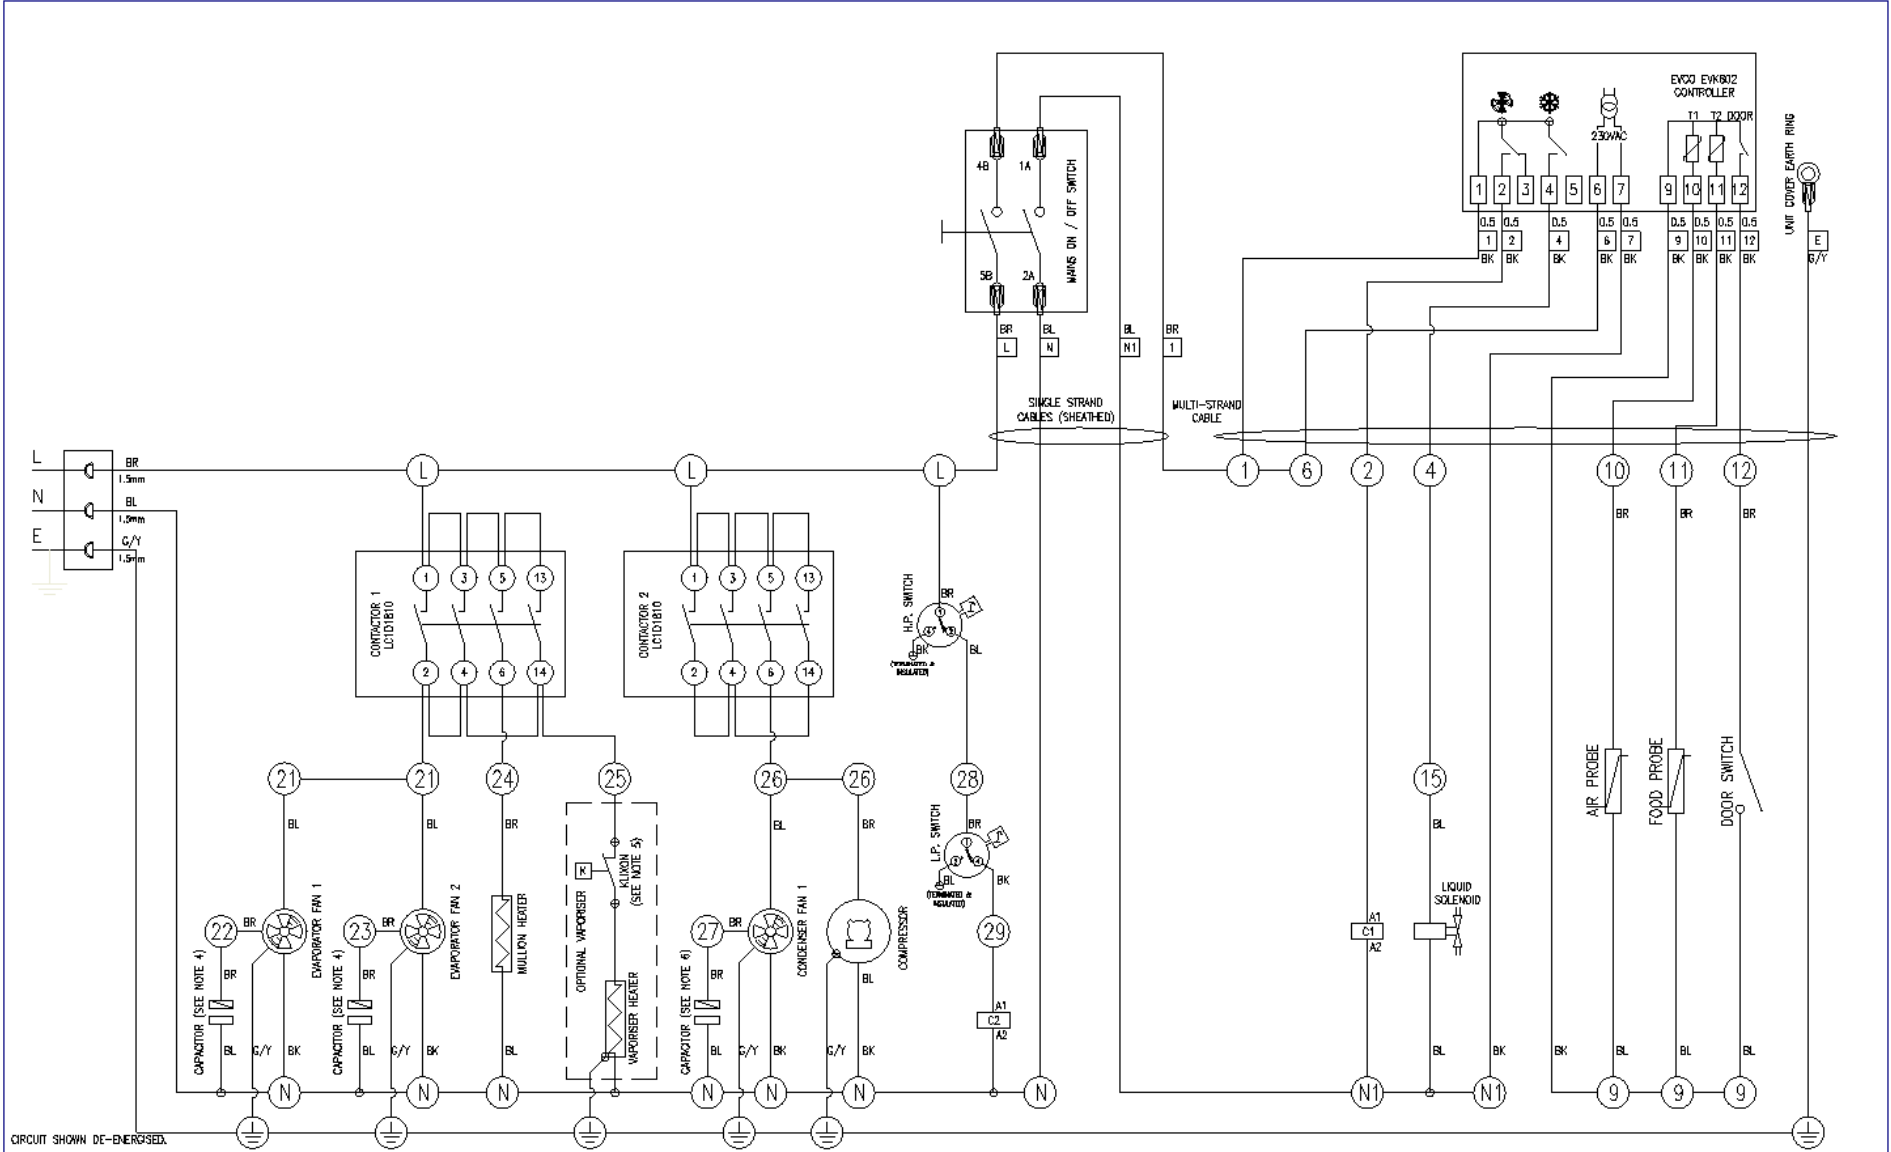 EVCO EVK602
CONTROLLER
T1 T2 DOOR
230VAC
1 2 3 4 5 6 7 9 10 11 12
0.5 0.5 0.5 0.5 0.5 0.5 0.5 0.5 0.5
1 2 4 6 7 9 10 11 12
BK BK BK BK BK BK BK BK BK
UNIT COVER EARTH RING
E
G/Y
4B 1A
5B 2A
MAINS ON / OFF SWITCH
BR BL BL BR
L N N1 1
SINGLE STRAND
CABLES (SHEATHED)
MULTI-STRAND
CABLE
L BR
1.5mm
N BL
1.5mm
E G/Y
1.5mm
L L L 1 6 2 4 10 11 12
BR BR BR
CONTACTOR 1
LC1D1810
1 3 5 13
2 4 6 14
CONTACTOR 2
LC1D1810
1 3 5 13
2 4 6 14
H.P. SWITCH
BR
BK BL
(TERMINATED &
INSULATED)
21 21 24 25 26 26 28 15
BL BL BR BL BR BR BL
L.P. SWITCH
BL BK
(TERMINATED &
INSULATED)
AIR PROBE
FOOD PROBE
DOOR SWITCH
K
KLIXON
(SEE NOTE 5)
OPTIONAL VAPORISER
VAPORISER HEATER
22 BR
EVAPORATOR FAN 1
23 BR
EVAPORATOR FAN 2
MULLION HEATER
27 BR
CONDENSER FAN 1
COMPRESSOR
BL
29
A1
C1
A2
LIQUID
SOLENOID
CAPACITOR (SEE NOTE 4)
BR
CAPACITOR (SEE NOTE 4)
BR
CAPACITOR (SEE NOTE 6)
BR
A1
C2
A2
BL G/Y BK BL G/Y BK BL BL G/Y BK G/Y BK BL BK BK BL BL BL
N N N N N N N N1 N1 9 9 9
CIRCUIT SHOWN DE-ENERGISED.